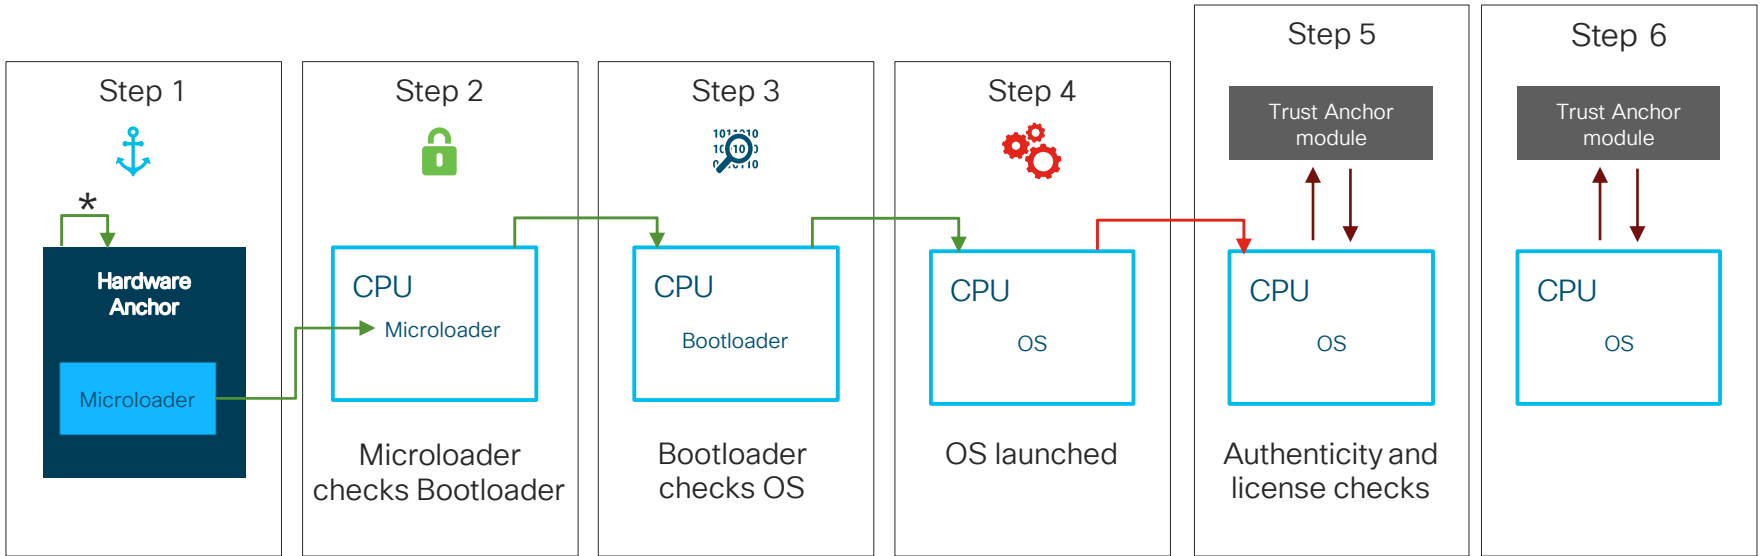 Step 1
*
Hardware
Anchor
Microloader
Step 2
CPU
Microloader
Microloader
checks Bootloader
Step 3
1011010
CPU
Bootloader
Bootloader
checks OS
Step 4
CPU
OS
OS launched
Step 5
Trust Anchor
module
CPU
OS
Authenticity and
license checks
Step 6
Trust Anchor
module
CPU
OS